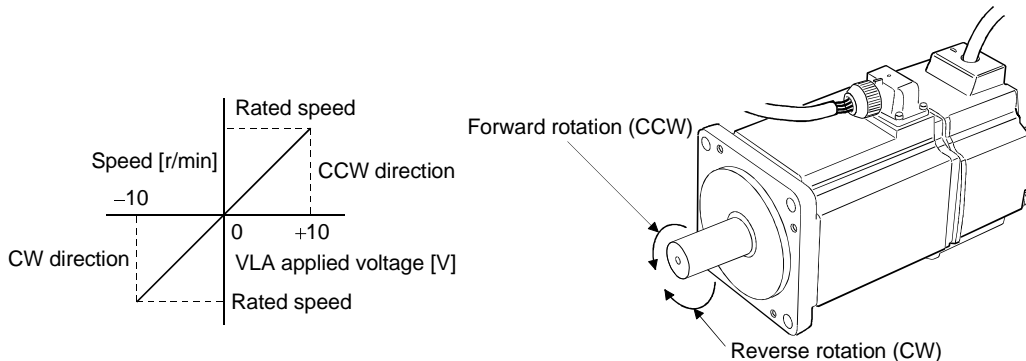 Rated speed
Speed [r/min]
CCW direction
−10
0
+10
CW direction
VLA applied voltage [V]
Rated speed
Forward rotation (CCW)
Reverse rotation (CW)